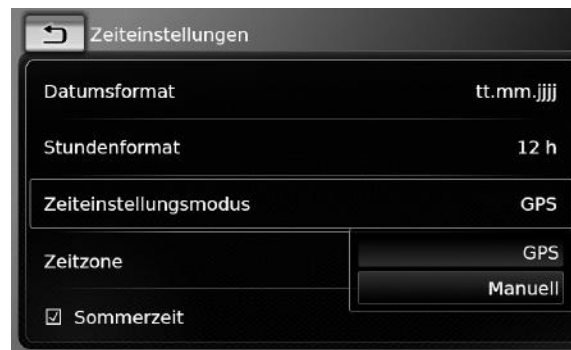 Zeiteinstellungen
Datumsformat tt.mm.jjjj
Stundenformat 12 h
Zeiteinstellungsmodus GPS
Zeitzone GPS
Manuell
Sommerzeit